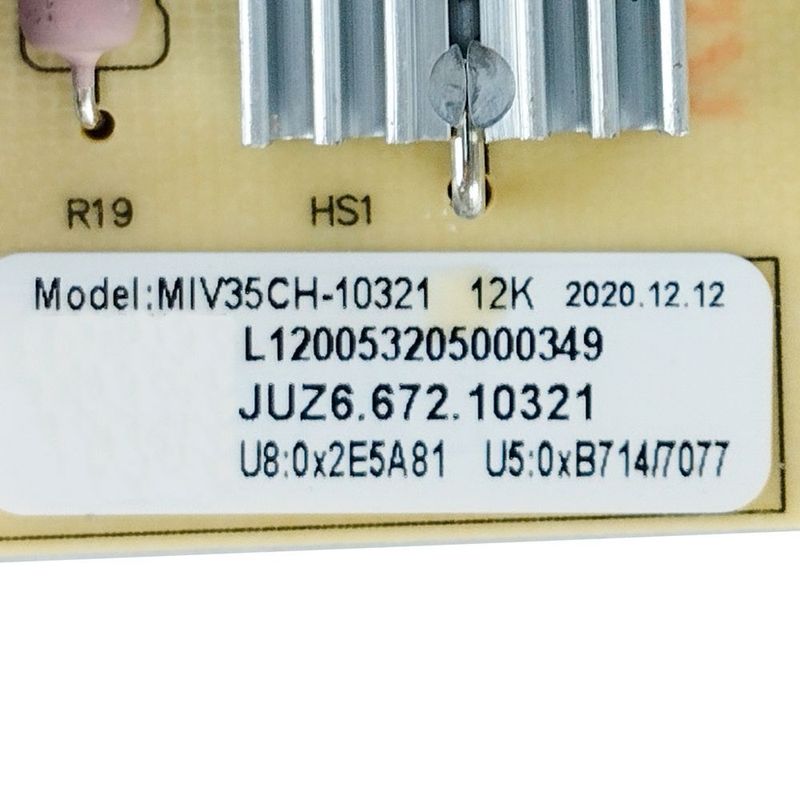 R19 HS1
Model:MIV35CH-10321 12K 2020.12.12
L120053205000349
JUZ6.672.10321
U8:0x2E5A81 U5:0xB714/7077